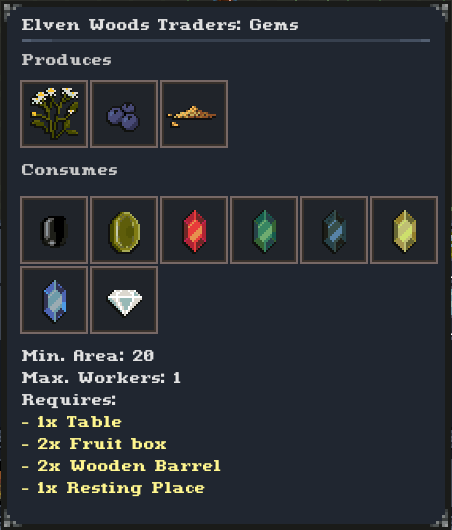 Elven Woods Traders: Gems
Produces
Consumes
Min. Area: 20
Max. Workers: 1
Requires:
- 1x Table
- 2x Fruit box
- 2x Wooden Barrel
- 1x Resting Place